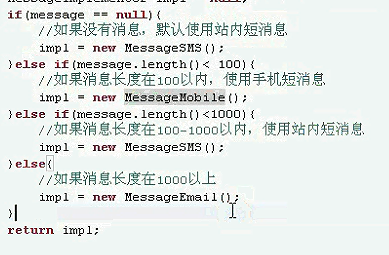 if(message == null){
//如果没有消息，默认使用站内短消息
impl = new MessageSMS();
}else if(message.length()< 100){
//如果消息长度在100以内，使用手机短消息
impl = new MessageMobile();
}else if(message.length()<1000){
//如果消息长度在100-1000以内，使用站内短消息
impl = new MessageSMS();
}else{
//如果消息长度在1000以上
impl = new MessageEmail();
}
return impl;